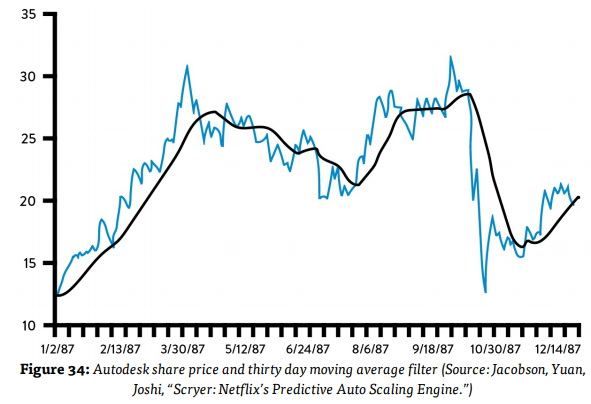 35
30
25
20
15
10
1/2/87 2/13/87 3/30/87 5/12/87 6/24/87 8/6/87 9/18/87 10/30/87 12/14/87
Figure 34: Autodesk share price and thirty day moving average filter (Source: Jacobson, Yuan,
Joshi, “Scryer: Netflix’s Predictive Auto Scaling Engine.”)